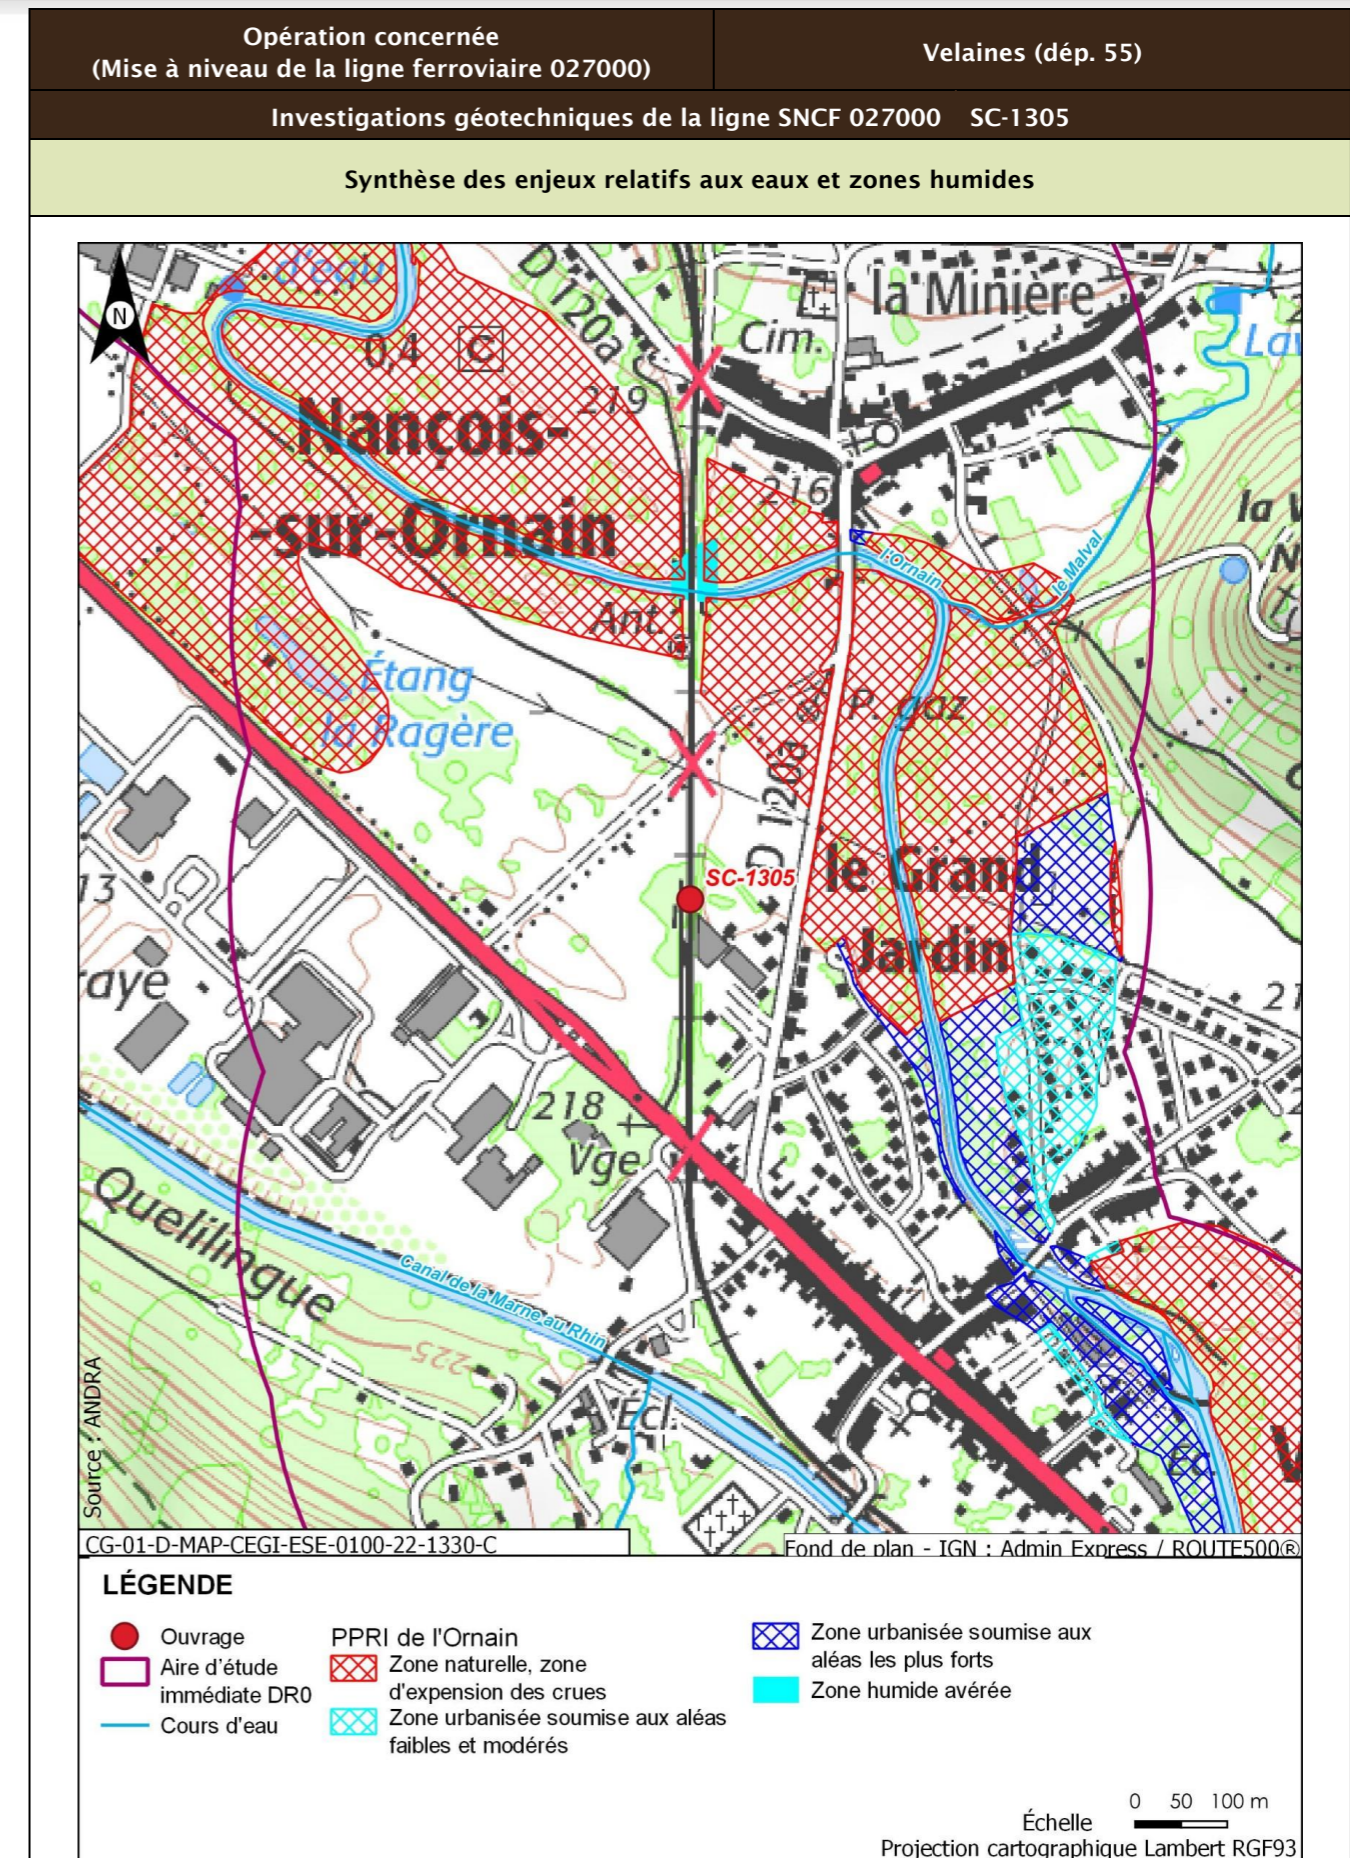 Opération concernée
(Mise à niveau de la ligne ferroviaire 027000)
Velaines (dép. 55)
Investigations géotechniques de la ligne SNCF 027000 SC-1305
Synthèse des enjeux relatifs aux eaux et zones humides
N
d'eau
D 120a
la Minière
Cim.
0,4
C
219
Lav
Nançois-
216
-sur-Ornain
la V
l'Ornain
le Malval
Ant.
Étang
la Ragère
P. gaz
D 120a
SC-1305
le Grand
Jardin
13
raye
21
218
Vge
Quelilingue
Canal de la Marne au Rhin
225
Écl.
Source : ANDRA
CG-01-D-MAP-CEGI-ESE-0100-22-1330-C
Fond de plan - IGN : Admin Express / ROUTE500®
LÉGENDE
Ouvrage
Aire d'étude
immédiate DR0
Cours d'eau
PPRI de l'Ornain
Zone naturelle, zone
d'expension des crues
Zone urbanisée soumise aux aléas
faibles et modérés
Zone urbanisée soumise aux
aléas les plus forts
Zone humide avérée
0 50 100 m
Échelle
Projection cartographique Lambert RGF93